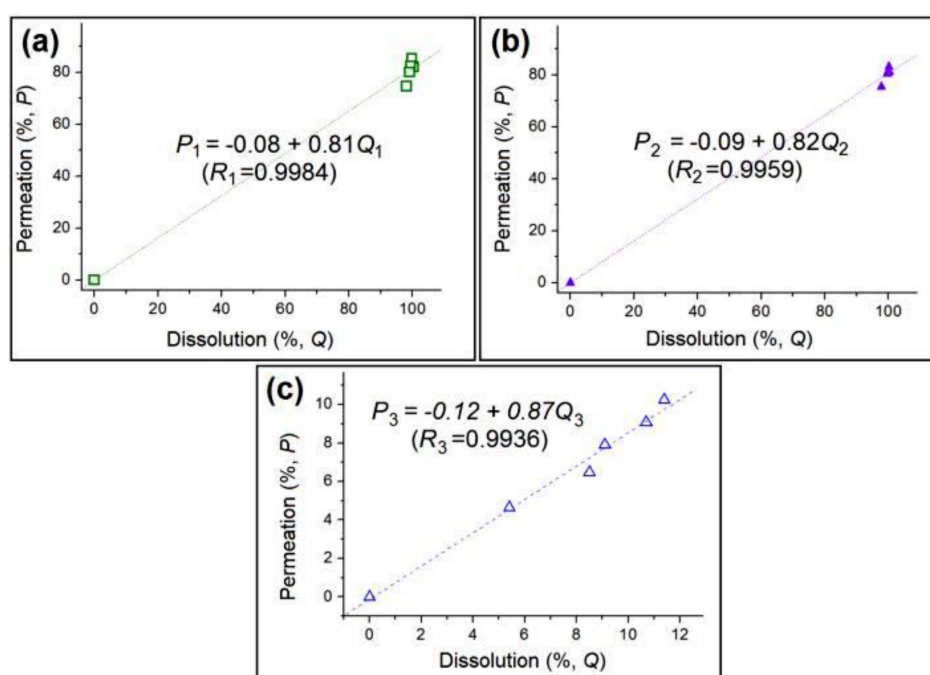 (a)
Permeation (%, P)
80
60
40
20
0
P₁ = -0.08 + 0.81Q₁
(R₁=0.9984)
0 20 40 60 80 100
Dissolution (%, Q)
(b)
Permeation (%, P)
80
60
40
20
0
P₂ = -0.09 + 0.82Q₂
(R₂=0.9959)
0 20 40 60 80 100
Dissolution (%, Q)
(c)
Permeation (%, P)
10
8
6
4
2
0
P₃ = -0.12 + 0.87Q₃
(R₃=0.9936)
0 2 4 6 8 10 12
Dissolution (%, Q)